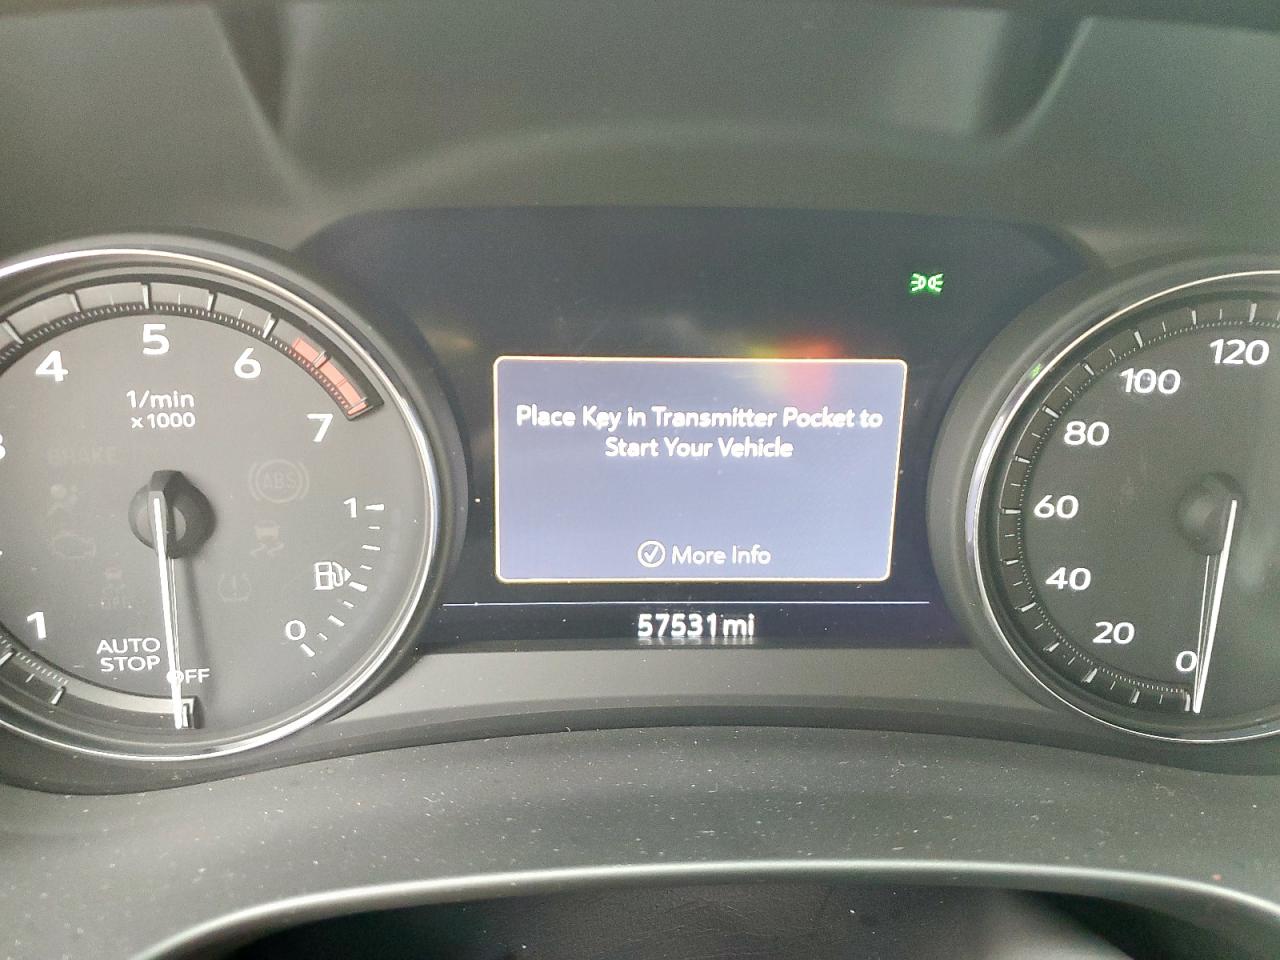 5
4
6
1/min
x1000
7
ABS
1
1
0
AUTO
STOP
OFF
Place Key in Transmitter Pocket to
Start Your Vehicle
More Info
57531mi
120
100
80
60
40
20
0